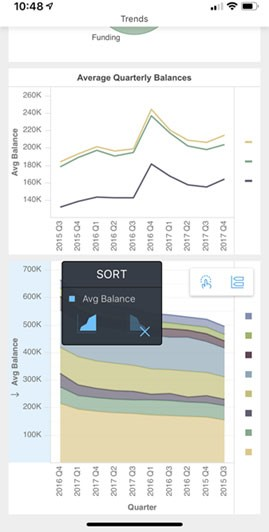 10:48
Trends
Funding
Average Quarterly Balances
Avg Balance
260K
240K
220K
200K
180K
160K
140K
2015 Q3
2015 Q4
2016 Q1
2016 Q2
2016 Q3
2016 Q1
2017 Q1
2017 Q2
2017 Q3
2017 Q4
Avg Balance
700K
600K
500K
400K
300K
200K
100K
SORT
Avg Balance
2016 Q4
2017 Q1
2017 Q4
2017 Q2
2017 Q3
2016 Q1
2016 Q3
2016 Q2
2015 Q4
2015 Q3
Quarter